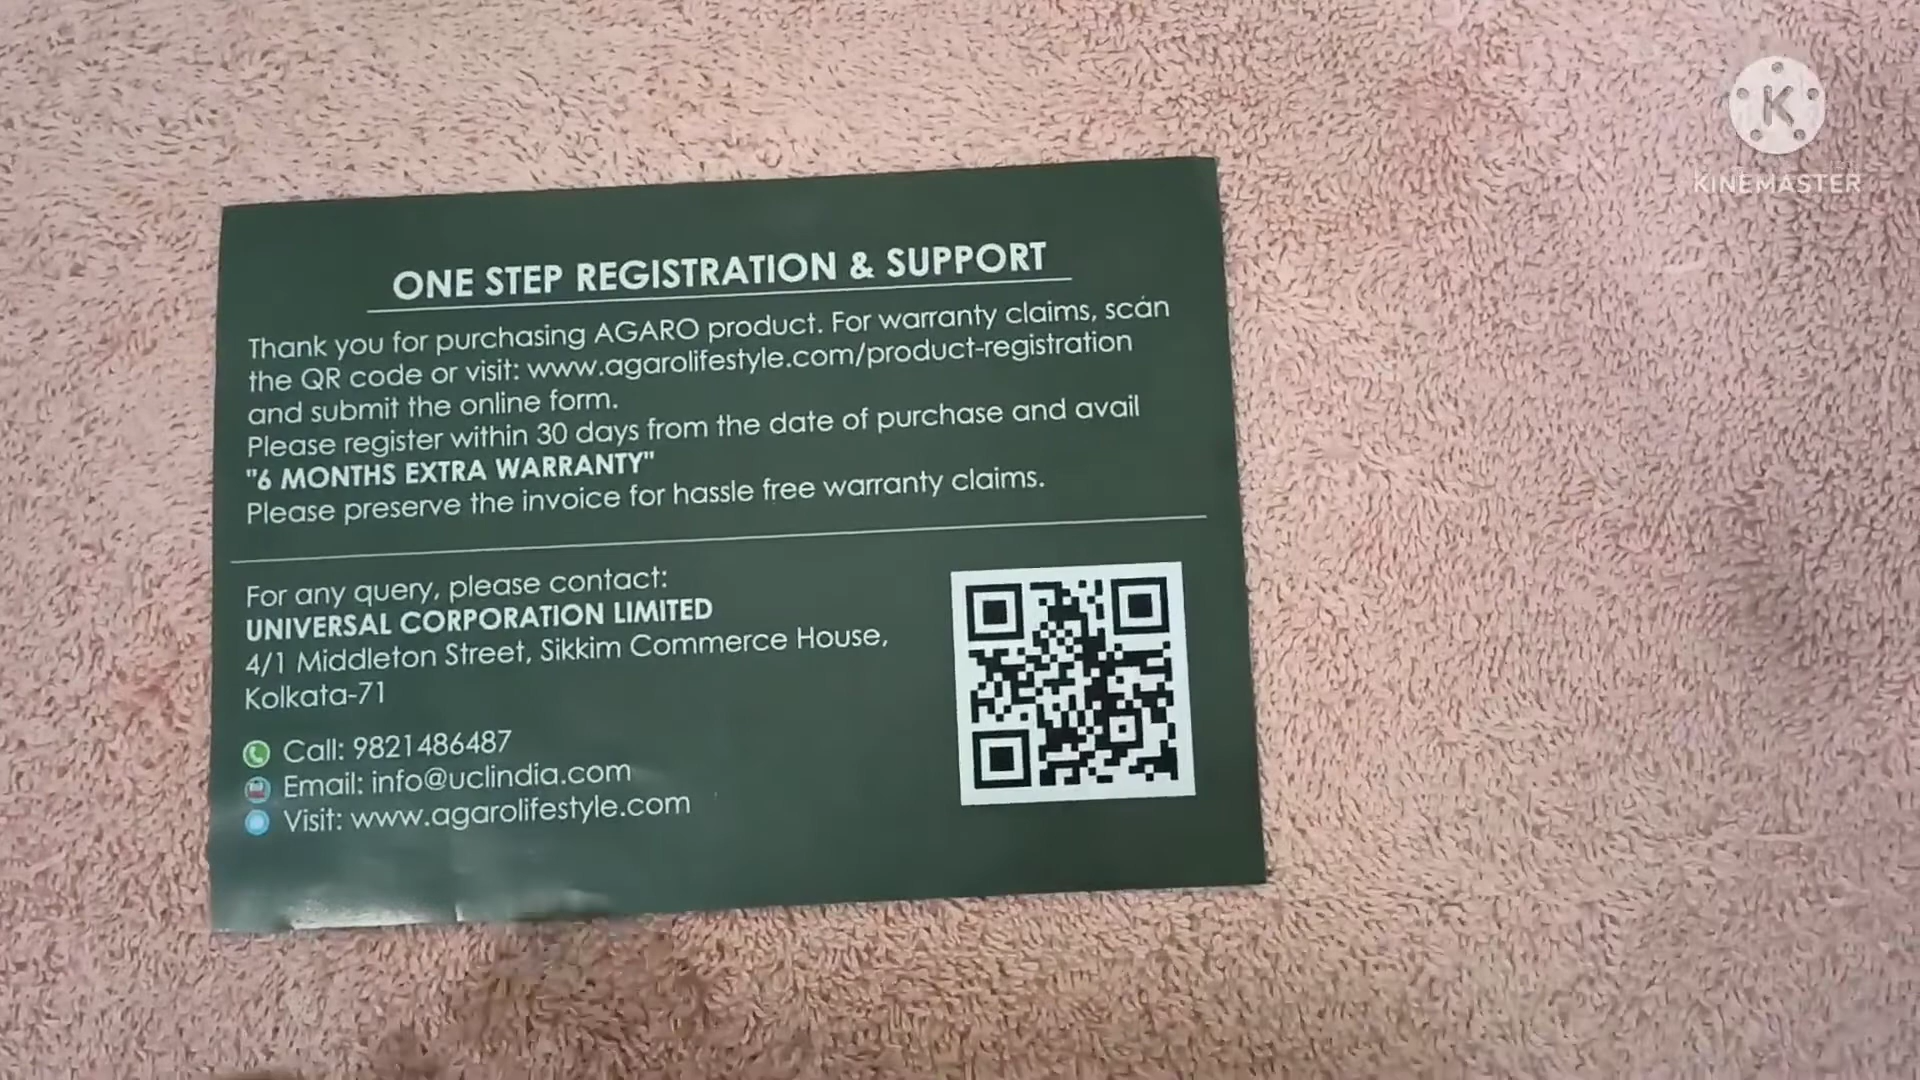 ONE STEP REGISTRATION & SUPPORT
Thank you for purchasing AGARO product. For warranty claims, scan
the QR code or visit: www.agarolifestyle.com/product-registration
and submit the online form.
Please register within 30 days from the date of purchase and avail
"6 MONTHS EXTRA WARRANTY"
Please preserve the invoice for hassle free warranty claims.
For any query, please contact:
UNIVERSAL CORPORATION LIMITED
4/1 Middleton Street, Sikkim Commerce House,
Kolkata-71
Call: 9821486487
Email: info@uclindia.com
Visit: www.agarolifestyle.com
K
KINEMASTER